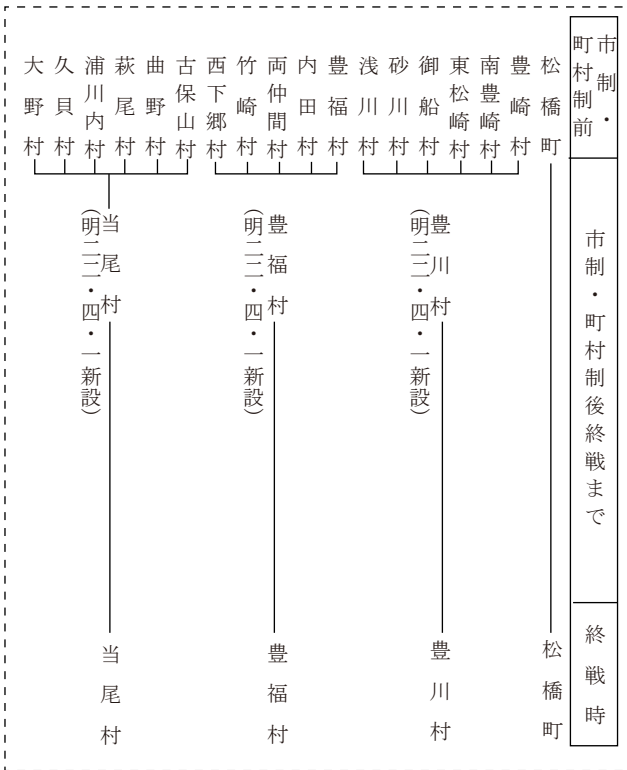 市制・
町村制前
市制・町村制後終戦まで
終戦時
松橋町
豊崎村
南豊崎村
東松崎村
御船村
砂川村
浅川村
豊福村
内田村
両仲間村
竹崎村
西下郷村
古保山村
曲野村
萩尾村
浦川内村
久貝村
大野村
豊川村
(明二二・四・一新設)
豊福村
(明二二・四・一新設)
当尾村
(明二二・四・一新設)
松橋町
豊川村
豊福村
当尾村